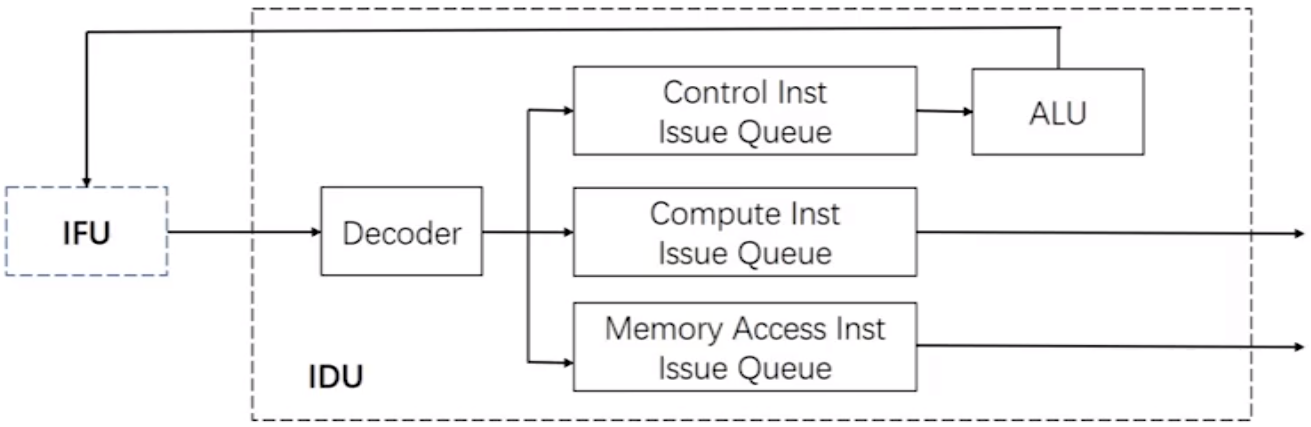 Control Inst
Issue Queue
ALU
IFU
Decoder
Compute Inst
Issue Queue
Memory Access Inst
Issue Queue
IDU